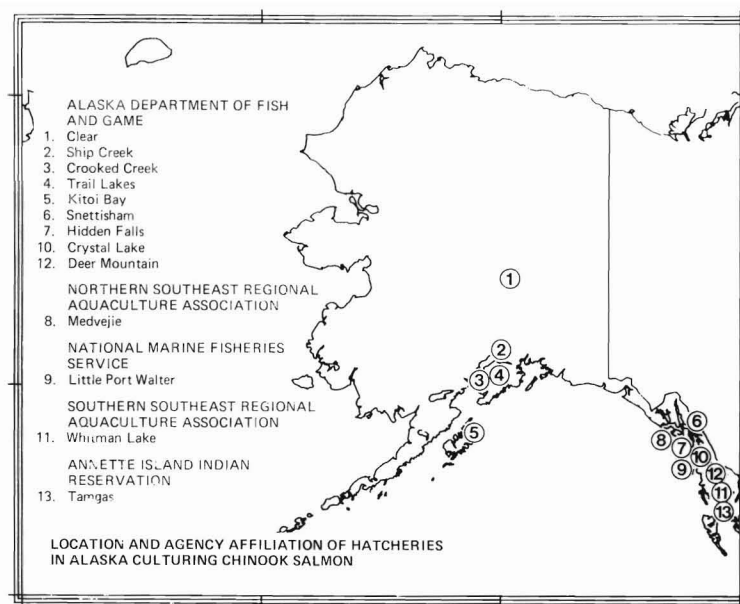 ALASKA DEPARTMENT OF FISH
AND GAME
1. Clear
2. Ship Creek
3. Crooked Creek
4. Trail Lakes
5. Kitoi Bay
6. Snettisham
7. Hidden Falls
10. Crystal Lake
12. Deer Mountain
NORTHERN SOUTHEAST REGIONAL
AQUACULTURE ASSOCIATION
8. Medvejie
NATIONAL MARINE FISHERIES
SERVICE
9. Little Port Walter
SOUTHERN SOUTHEAST REGIONAL
AQUACULTURE ASSOCIATION
11. Whitman Lake
ANNETTE ISLAND INDIAN
RESERVATION
13. Tamgas
LOCATION AND AGENCY AFFILIATION OF HATCHERIES
IN ALASKA CULTURING CHINOOK SALMON
1
2
3 4
5
6
8 7
9 10
12
11
13